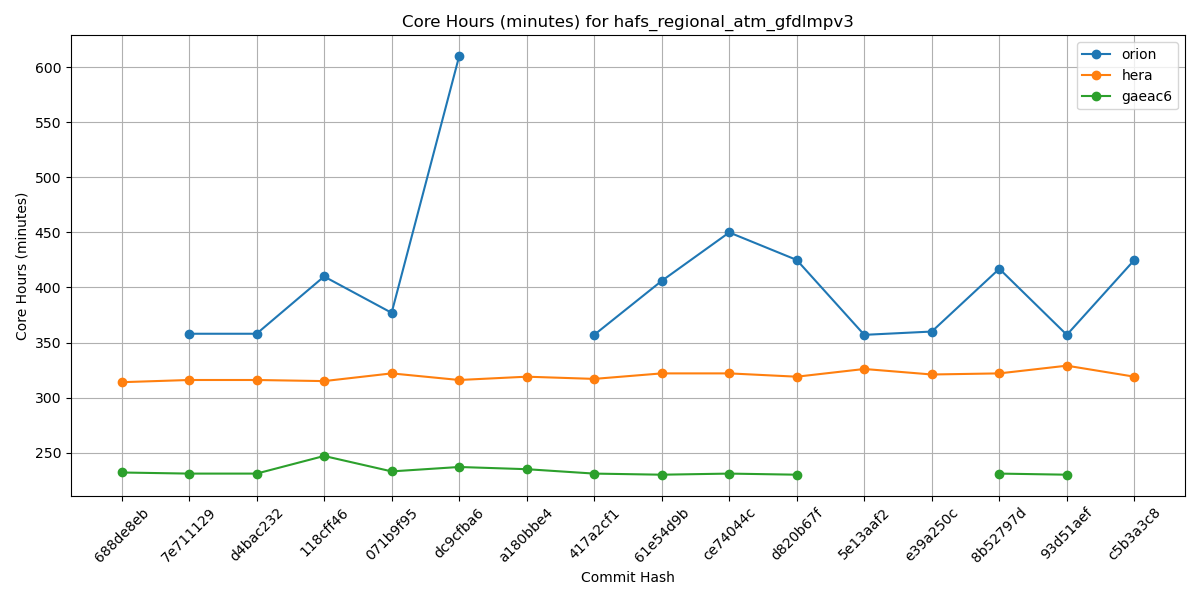 Core Hours (minutes) for hafs_regional_atm_gfdlmpv3
orion
hera
gaeac6
Core Hours (minutes)
600
550
500
450
400
350
300
250
688de8eb
7e711129
d4bac232
118cff46
071b9f95
dc9cfba6
a180bbe4
417a2cf1
61e54d9b
ce74044c
d820b67f
5e13aaf2
e39a250c
8b52797d
93d51aef
c5b3a3c8
Commit Hash